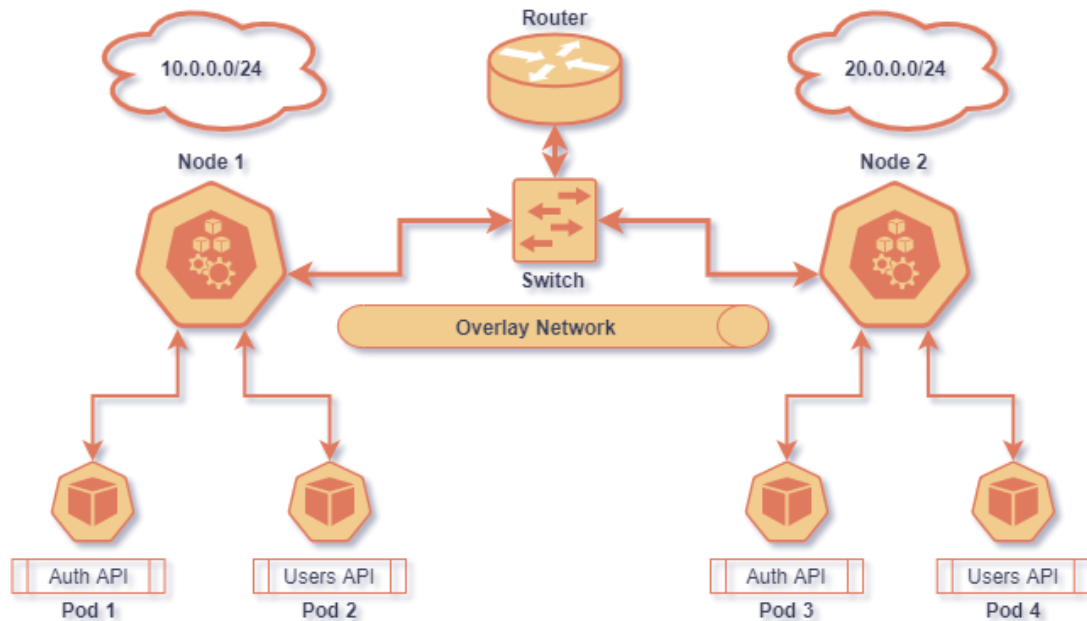 Router
10.0.0.0/24
20.0.0.0/24
Node 1
Node 2
Switch
Overlay Network
Auth API
Users API
Auth API
Users API
Pod 1
Pod 2
Pod 3
Pod 4